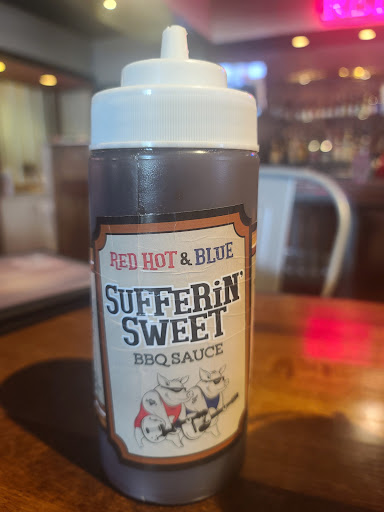 RED HOT & BLUE
SUFFERIN'
SWEET
BBQ SAUCE